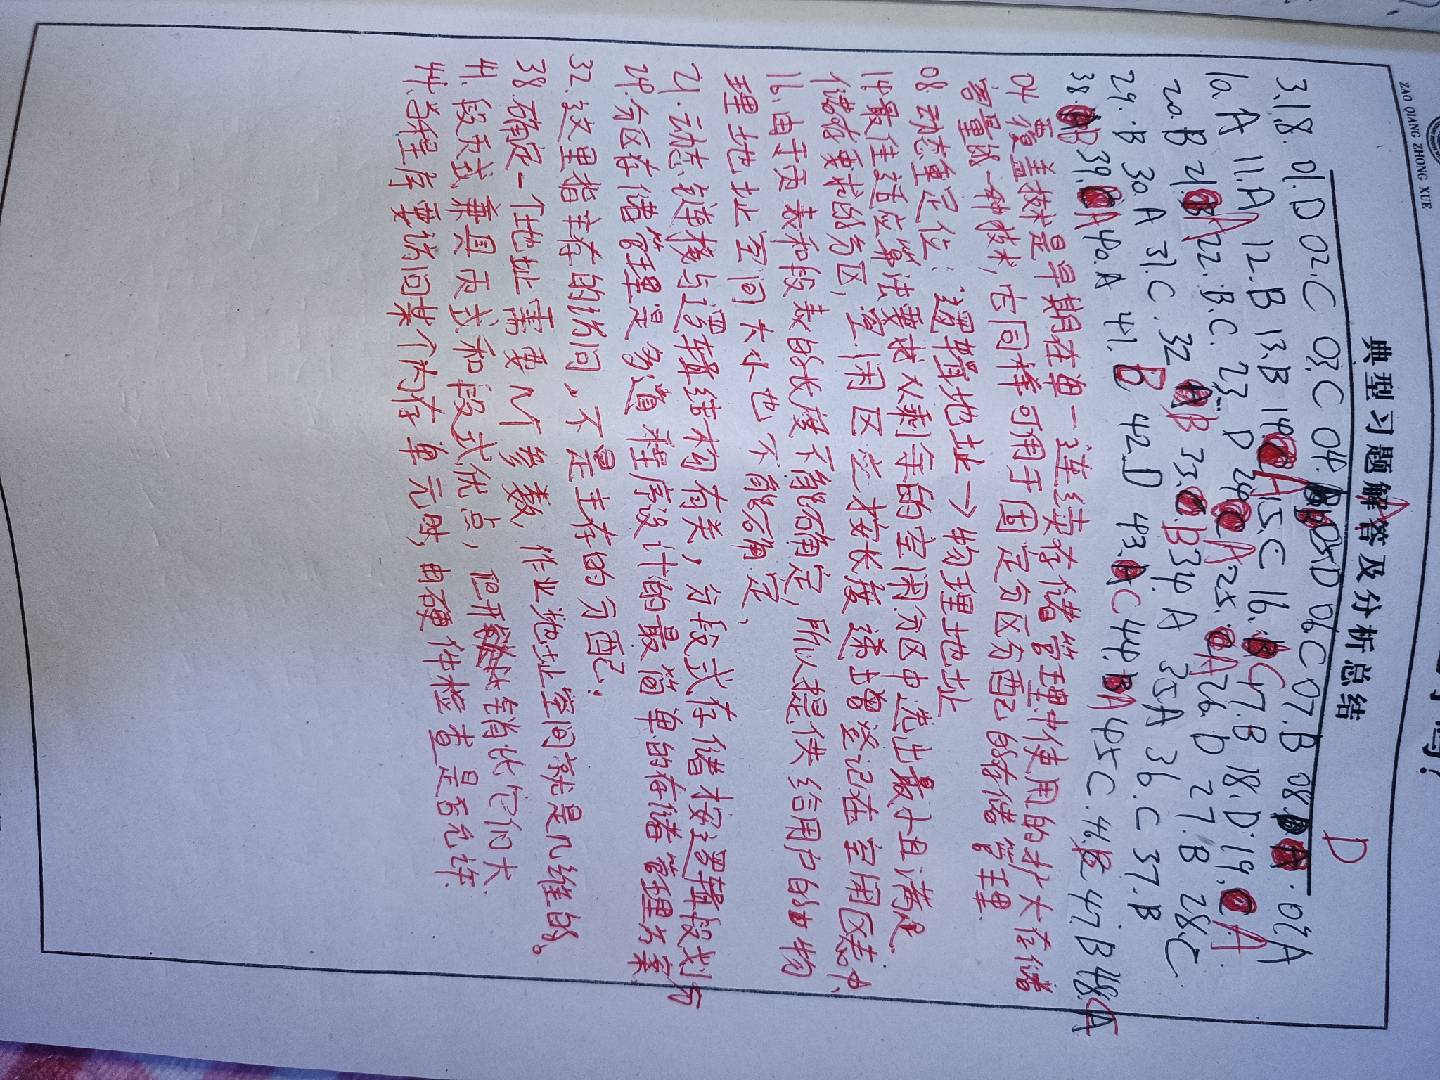 吗?
ZAO QIANG ZHONG XUE
典型习题解答及分析总结
A D
3.1.8. 01.D 02.C 03.C 04. 05.D 06.C 07.B 08. 09.A
10.A 11.A 12.B 13.B 14. A 15.C 16. C 17.B 18.D 19. A
20.B 21. A 22.B.C. 23. D 24. A 25. A 26.D 27.B 28.C
29.B 30.A 31.C 32. B 33. B 34.A 35A 36.C 37.B.
38. B 39. A 40.A 41.B 42.D 43. C 44. A 45C. 46. 47.B 48. A
04 覆盖技术是早期在单一连续存储管理中使用的扩大存储
容量的一种技术,它同样可用于固定分区分配的存储管理.
08 动态重定位:逻辑地址→物理地址
14最佳适应算法要求从剩余的空闲分区中选出最小且满足
储存要求的分区,空闲区应按长度递增登记在空闲区表中.
16.由于页表和段表的长度不能确定,所以提供给用户的物
理地址空间大小也不能确定.
21.动态链接与逻辑结构有关,分段式存储按逻辑段划分
24.分区存储管理是多道程序设计的最简单的存储管理方案
32.这里指主存的访问,不是主存的分配.
38.确定一个地址需要几个参数,作业地址空间就是几维的。
41.段页式兼具页式和段式优点,但开销比它们大.
44.当程序要访问某个内存单元时,由硬件检查是否允许.